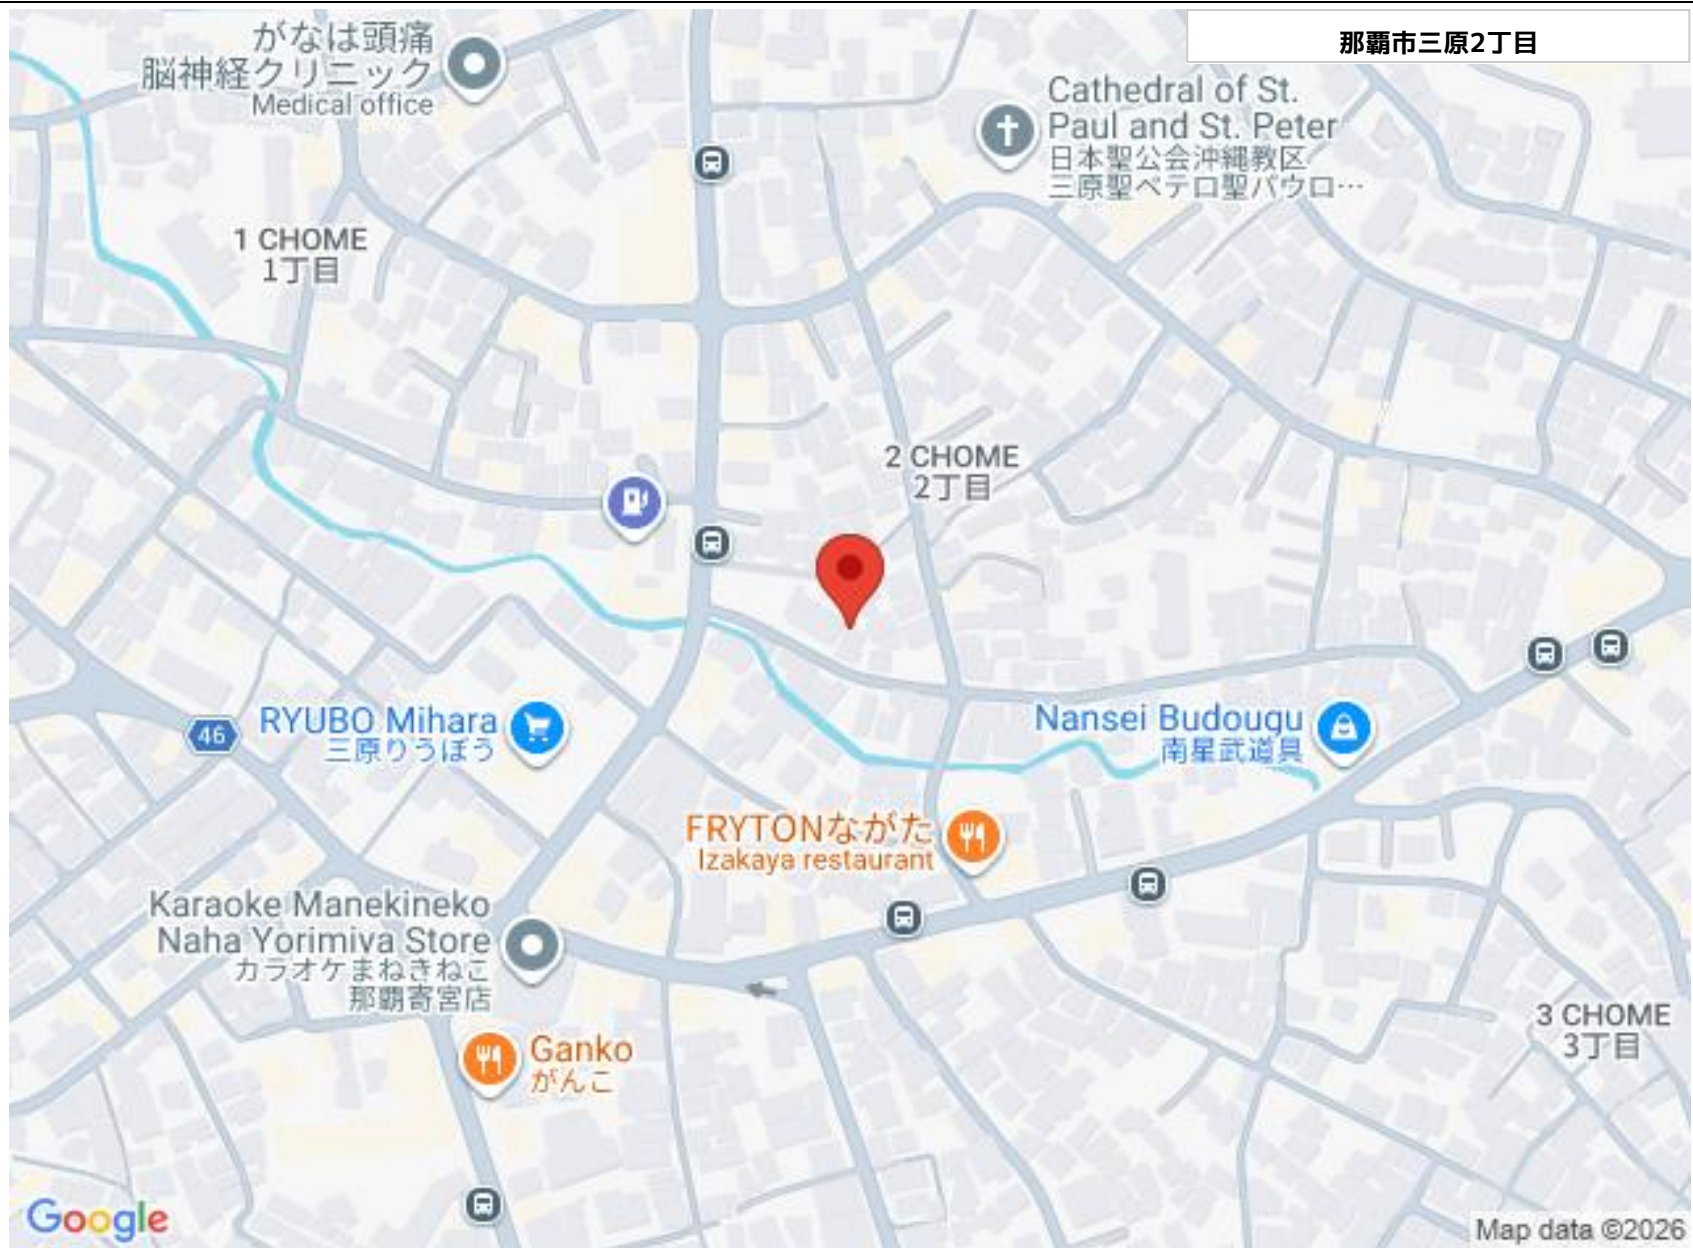 那覇市三原2丁目
がなは頭痛
脳神経クリニック
Medical office
Cathedral of St.
Paul and St. Peter
日本聖公会沖縄教区
三原聖ペテロ聖パウロ…
1 CHOME
1丁目
2 CHOME
2丁目
46
RYUBO Mihara
三原りうぼう
Nansei Budougu
南星武道具
FRYTONながた
Izakaya restaurant
Karaoke Manekineko
Naha Yorimiya Store
カラオケまねきねこ
那覇寄宮店
Ganko
がんこ
3 CHOME
3丁目
Google
Map data ©2026